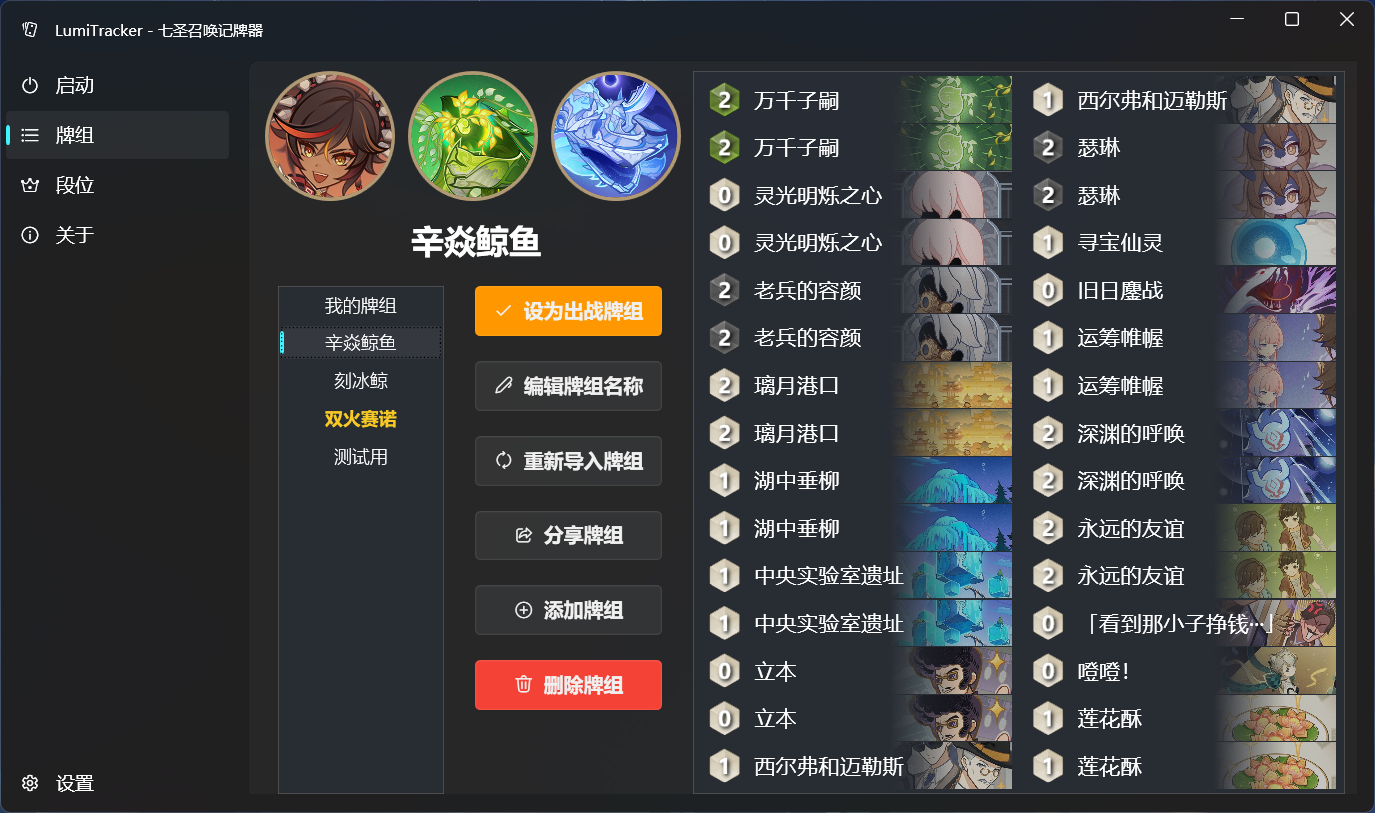 LumiTracker - 七圣召唤记牌器
启动
牌组
段位
关于
设置
辛焱鲸鱼
我的牌组
辛焱鲸鱼
刻冰鲸
双火赛诺
测试用
设为出战牌组
编辑牌组名称
重新导入牌组
分享牌组
添加牌组
删除牌组
2 万千子嗣
2 万千子嗣
0 灵光明烁之心
0 灵光明烁之心
2 老兵的容颜
2 老兵的容颜
2 璃月港口
2 璃月港口
1 湖中垂柳
1 湖中垂柳
1 中央实验室遗址
1 中央实验室遗址
0 立本
0 立本
1 西尔弗和迈勒斯
1 西尔弗和迈勒斯
2 瑟琳
2 瑟琳
1 寻宝仙灵
0 旧日鏖战
1 运筹帷幄
1 运筹帷幄
2 深渊的呼唤
2 深渊的呼唤
2 永远的友谊
2 永远的友谊
0 「看到那小子挣钱…」
0 噔噔！
1 莲花酥
1 莲花酥